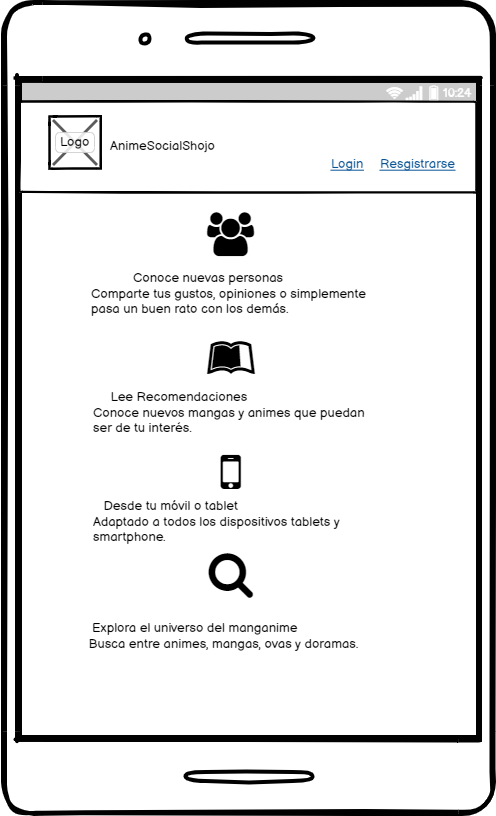 10:24
Logo
AnimeSocialShojo
Login Resgistrarse
Conoce nuevas personas
Comparte tus gustos, opiniones o simplemente
pasa un buen rato con los demás.
Lee Recomendaciones
Conoce nuevos mangas y animes que puedan
ser de tu interés.
Desde tu móvil o tablet
Adaptado a todos los dispositivos tablets y
smartphone.
Explora el universo del manganime
Busca entre animes, mangas, ovas y doramas.